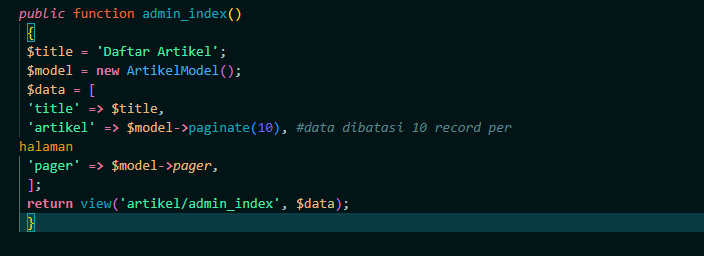 public function admin_index()
{
$title = 'Daftar Artikel';
$model = new ArtikelModel();
$data = [
'title' => $title,
'artikel' => $model->paginate(10), #data dibatasi 10 record per
halaman
'pager' => $model->pager,
];
return view('artikel/admin_index', $data);
}